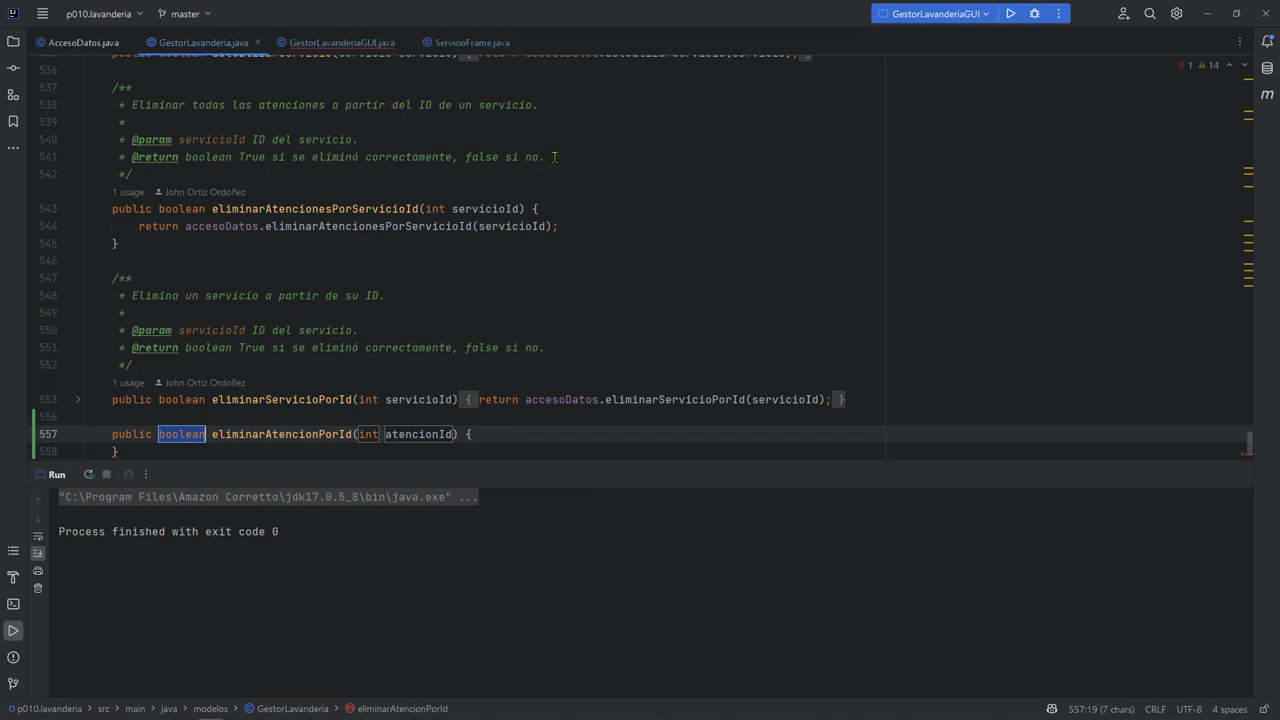 p010.lavanderia
master
GestorLavanderiaGUI
AccesoDatos.java
GestorLavanderia.java
GestorLavanderiaGUI.java
ServicioFrame.java
1 14
536
537 /**
538 * Eliminar todas las atenciones a partir del ID de un servicio.
539 *
540 * @param servicioId ID del servicio.
541 * @return boolean True si se eliminó correctamente, false si no.
542 */
1 usage John Ortiz Ordoñez
543 public boolean eliminarAtencionesPorServicioId(int servicioId) {
544 return accesoDatos.eliminarAtencionesPorServicioId(servicioId);
545 }
546
547 /**
548 * Elimina un servicio a partir de su ID.
549 *
550 * @param servicioId ID del servicio.
551 * @return boolean True si se eliminó correctamente, false si no.
552 */
1 usage John Ortiz Ordoñez
553 public boolean eliminarServicioPorId(int servicioId) { return accesoDatos.eliminarServicioPorId(servicioId); }
556
557 public boolean eliminarAtencionPorId(int atencionId) {
558 }
Run
"C:\Program Files\Amazon Corretto\jdk17.0.5_8\bin\java.exe" ...
Process finished with exit code 0
p010.lavanderia > src > main > java > modelos > GestorLavanderia > eliminarAtencionPorId
557:19 (7 chars) CRLF UTF-8 4 spaces